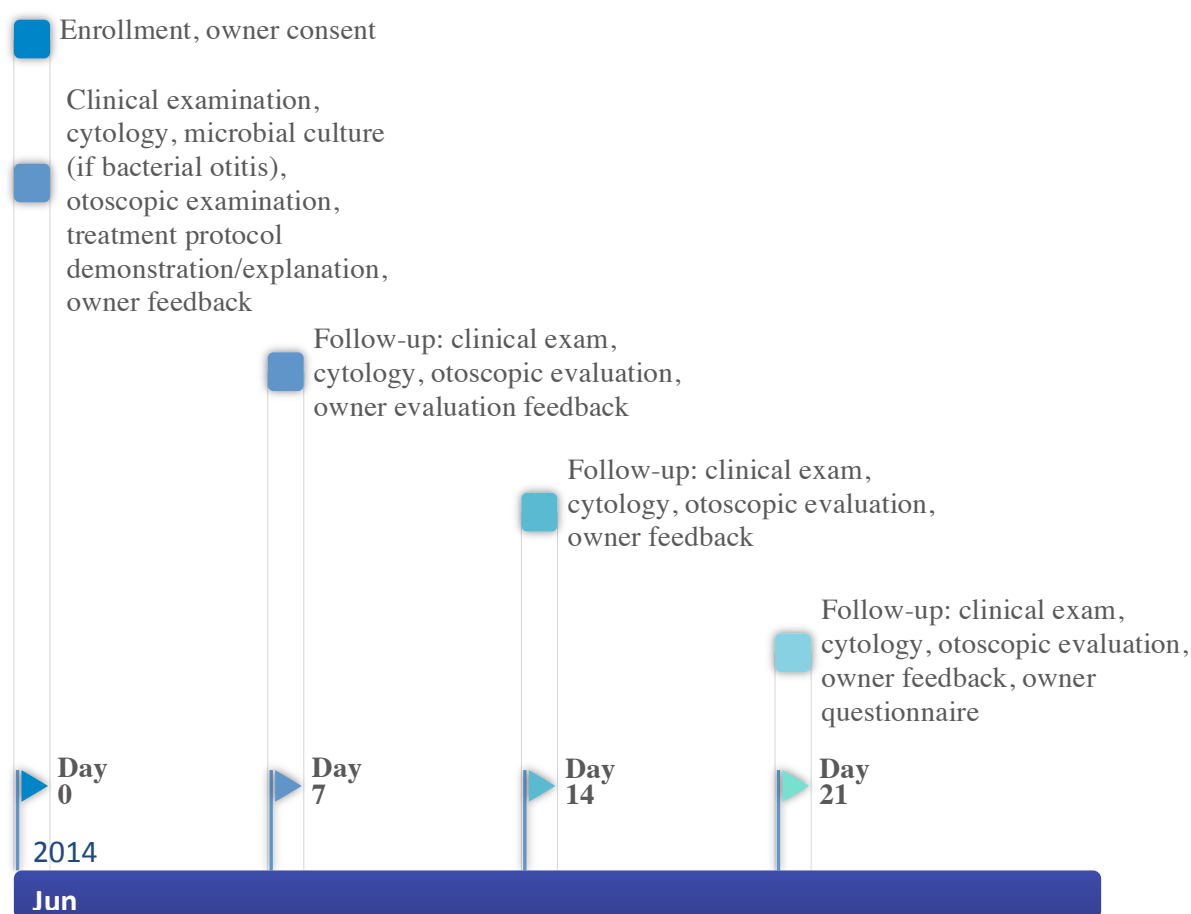 Enrollment, owner consent
Clinical examination,
cytology, microbial culture
(if bacterial otitis),
otoscopic examination,
treatment protocol
demonstration/explanation,
owner feedback
Follow-up: clinical exam,
cytology, otoscopic evaluation,
owner evaluation feedback
Follow-up: clinical exam,
cytology, otoscopic evaluation,
owner feedback
Follow-up: clinical exam,
cytology, otoscopic evaluation,
owner feedback, owner
questionnaire
Day
0
Day
7
Day
14
Day
21
2014
Jun